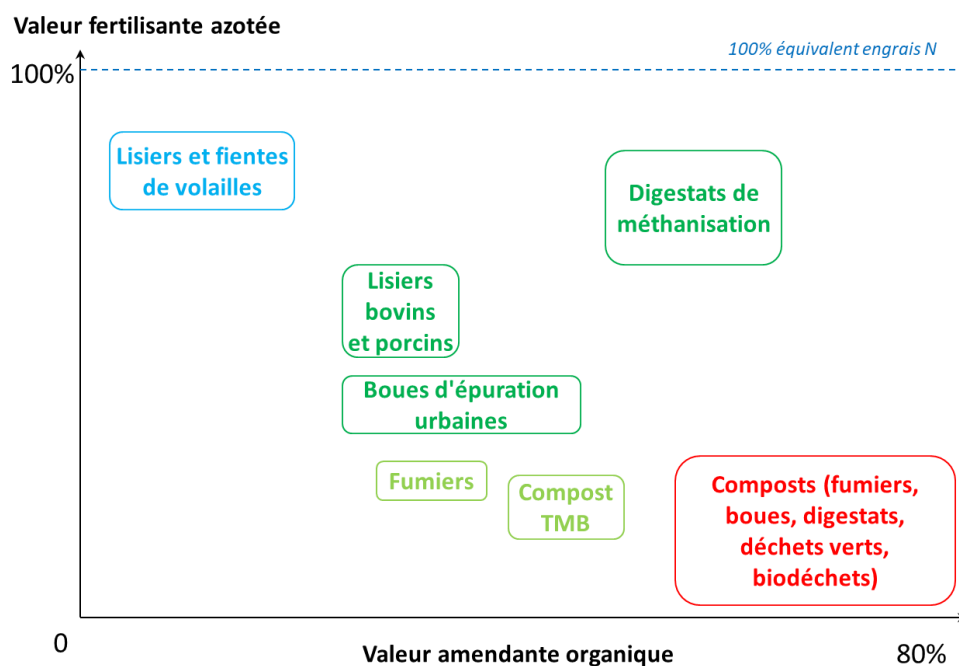 Valeur fertilisante azotée
100% équivalent engrais N
100%
Lisiers et fientes
de volailles
Digestats de
méthanisation
Lisiers
bovins
et porcins
Boues d'épuration
urbaines
Fumiers
Compost
TMB
Composts (fumiers,
boues, digestats,
déchets verts,
biodéchets)
0
Valeur amendante organique
80%